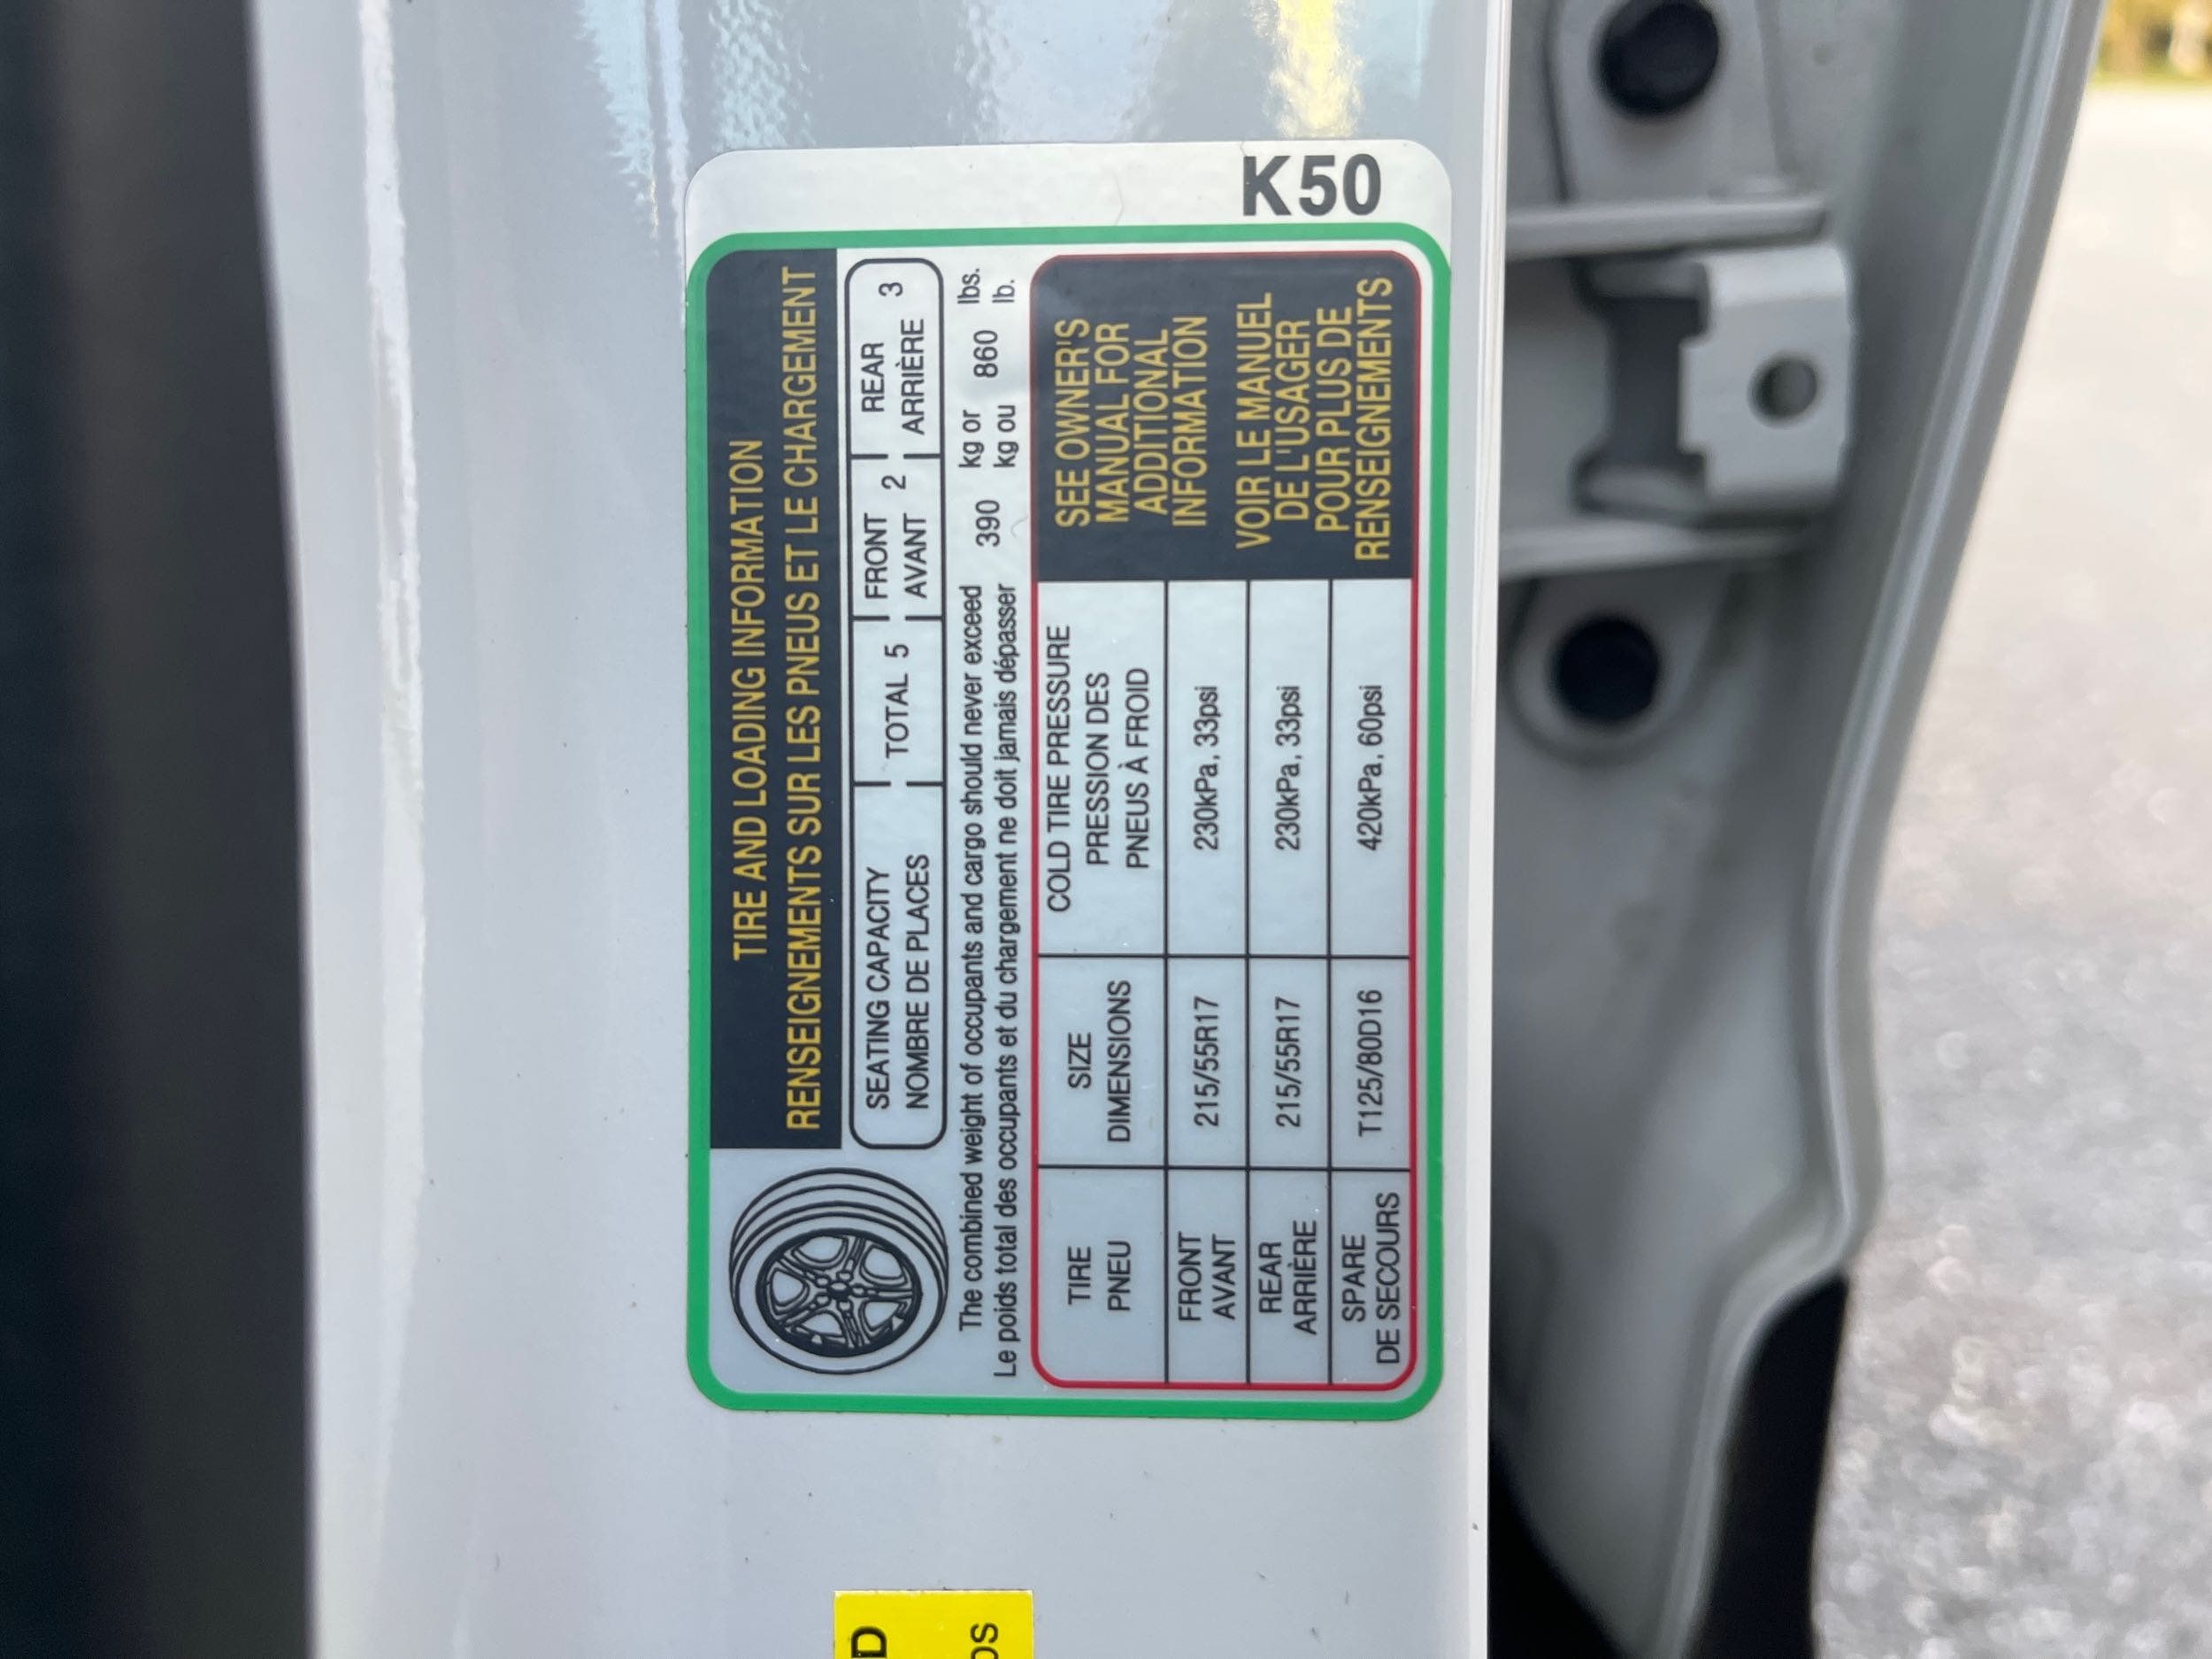 TIRE AND LOADING INFORMATION
RENSEIGNEMENTS SUR LES PNEUS ET LE CHARGEMENT
SEATING CAPACITY
NOMBRE DE PLACES
TOTAL 5
FRONT
AVANT 2
REAR
ARRIÈRE 3
The combined weight of occupants and cargo should never exceed 390 kg or 860 lbs.
Le poids total des occupants et du chargement ne doit jamais dépasser kg ou lb.
TIRE
PNEU
SIZE
DIMENSIONS
COLD TIRE PRESSURE
PRESSION DES
PNEUS À FROID
FRONT
AVANT
215/55R17
230kPa, 33psi
REAR
ARRIÈRE
215/55R17
230kPa, 33psi
SPARE
DE SECOURS
T125/80D16
420kPa, 60psi
SEE OWNER'S
MANUAL FOR
ADDITIONAL
INFORMATION
VOIR LE MANUEL
DE L'USAGER
POUR PLUS DE
RENSEIGNEMENTS
K50